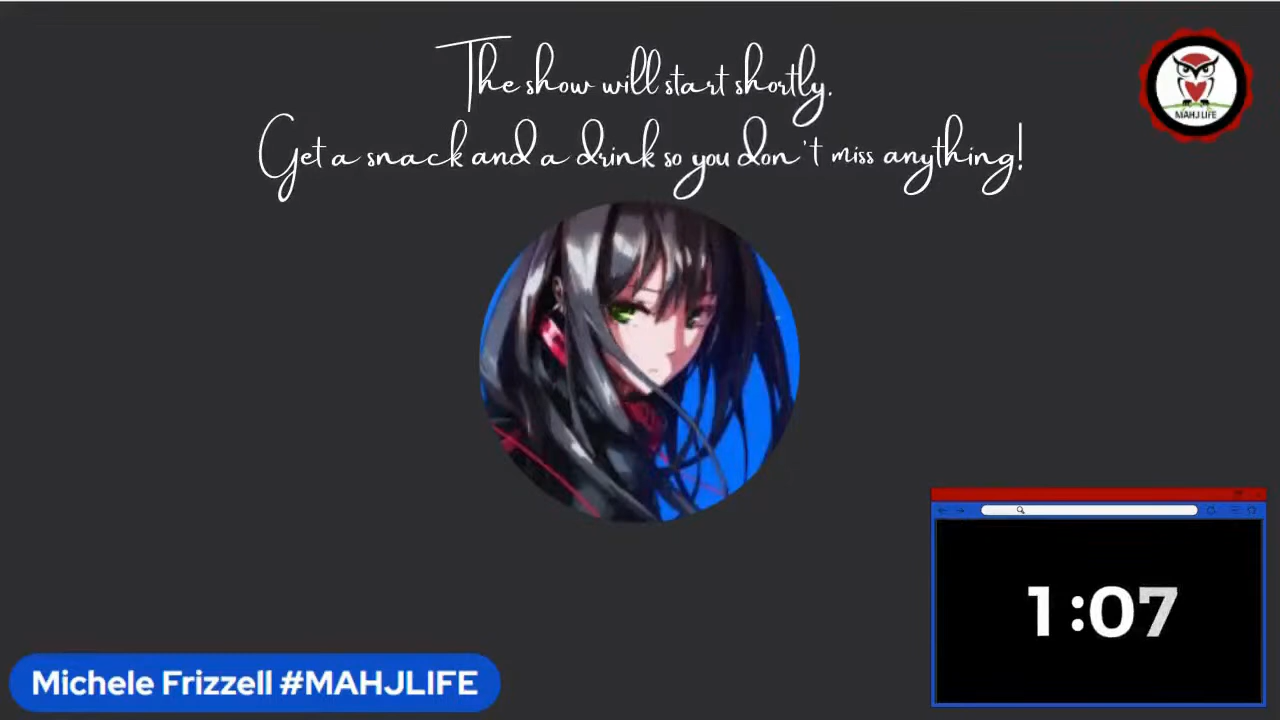 The show will start shortly.
Get a snack and a drink so you don't miss anything!
MAHJ LIFE
1:07
Michele Frizzell #MAHJLIFE